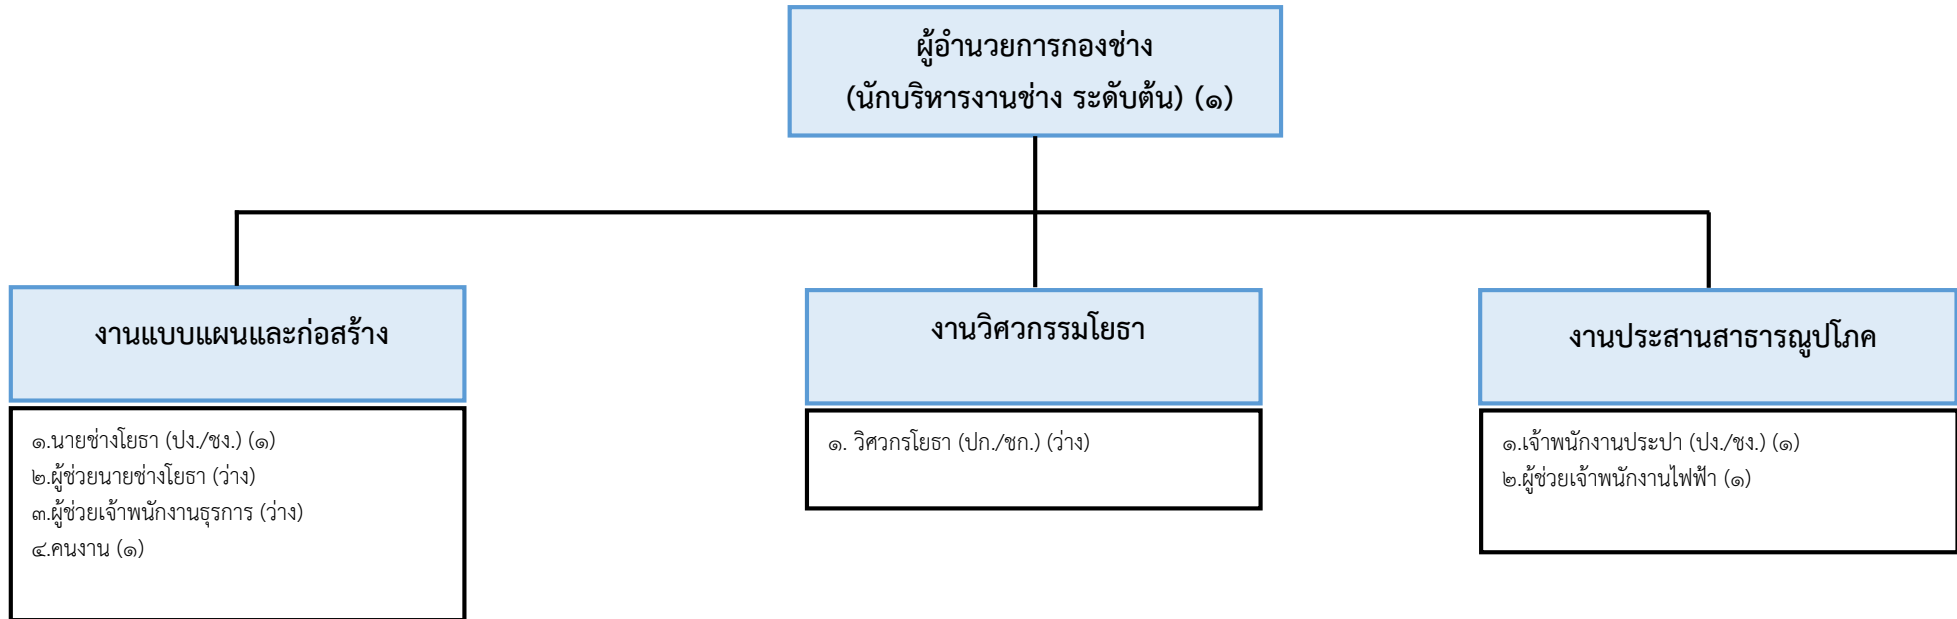 ผู้อำนวยการกองช่าง
(นักบริหารงานช่าง ระดับต้น) (๑)
งานแบบแผนและก่อสร้าง
๑.นายช่างโยธา (ปง./ชง.) (๑)
๒.ผู้ช่วยนายช่างโยธา (ว่าง)
๓.ผู้ช่วยเจ้าพนักงานธุรการ (ว่าง)
๔.คนงาน (๑)
งานวิศวกรรมโยธา
๑. วิศวกรโยธา (ปก./ชก.) (ว่าง)
งานประสานสาธารณูปโภค
๑.เจ้าพนักงานประปา (ปง./ชง.) (๑)
๒.ผู้ช่วยเจ้าพนักงานไฟฟ้า (๑)